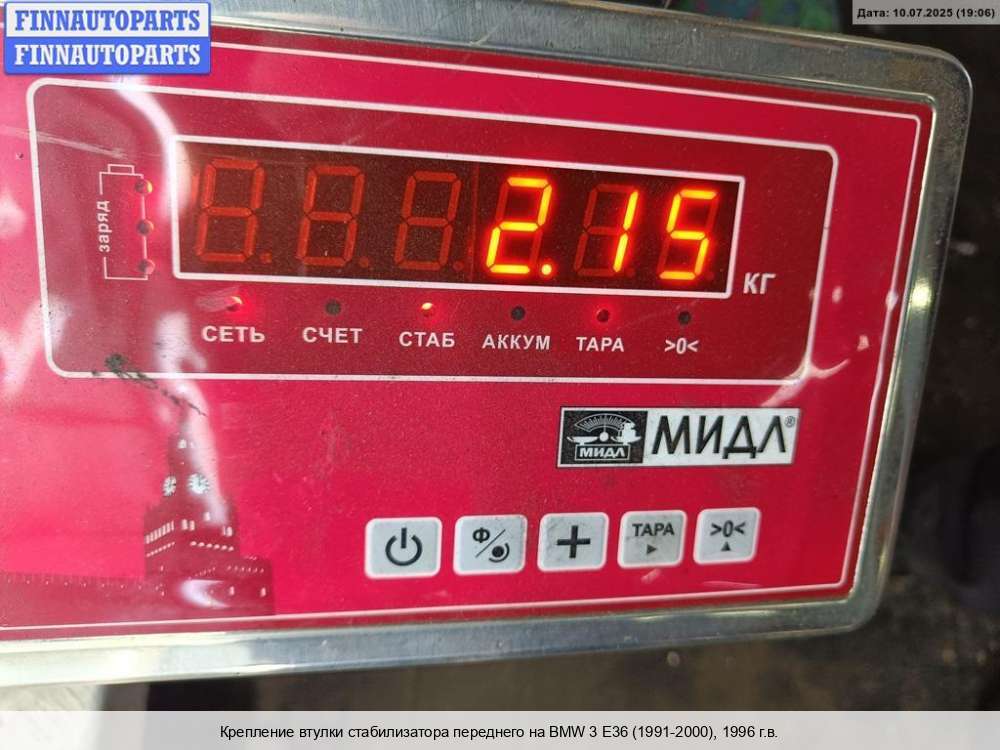 FINNAUTOPARTS
FINNAUTOPARTS
Дата: 10.07.2025 (19:06)
заряд
2.15
КГ
СЕТЬ СЧЕТ СТАБ АККУМ ТАРА >0<
МИДЛ МИДЛ®
Ф/ + ТАРА >0<
Крепление втулки стабилизатора переднего на BMW 3 E36 (1991-2000), 1996 г.в.